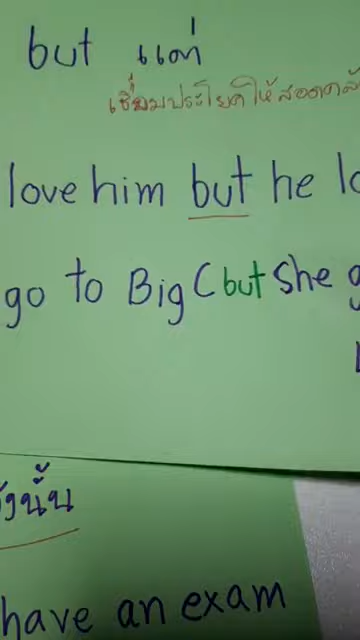 but แต่
เชื่อมประโยคให้สอดคล้
love him but he lo
go to Big C but she g
ังนั้น
have an exam